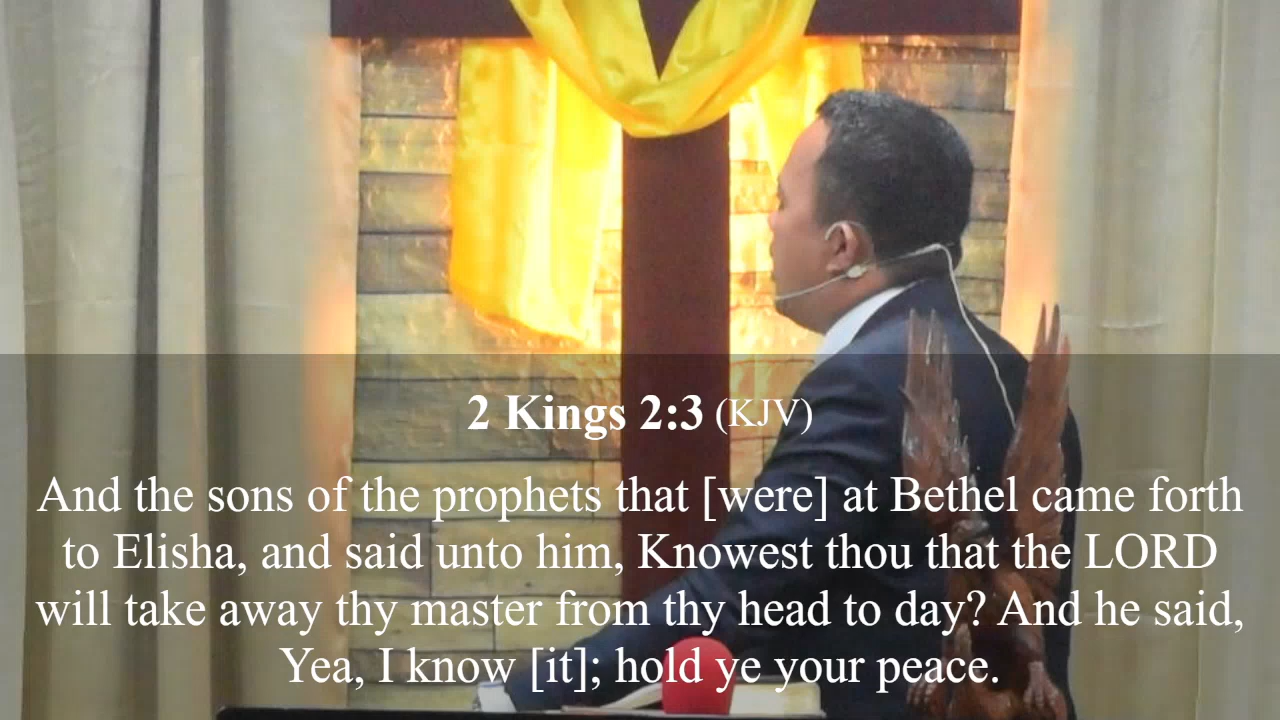 2 Kings 2:3 (KJV)
And the sons of the prophets that [were] at Bethel came forth
to Elisha, and said unto him, Knowest thou that the LORD
will take away thy master from thy head to day? And he said,
Yea, I know [it]; hold ye your peace.